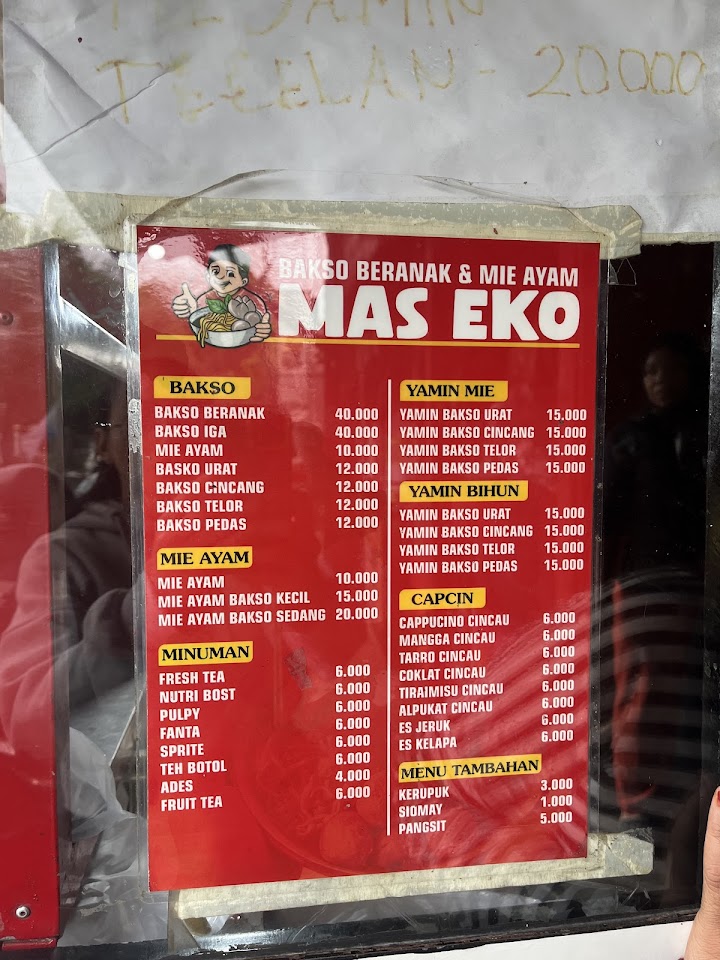 YAMIN
TECELAN - 20000
BAKSO BERANAK & MIE AYAM
MAS EKO
BAKSO
BAKSO BERANAK 40.000
BAKSO IGA 40.000
MIE AYAM 10.000
BASKO URAT 12.000
BAKSO CINCANG 12.000
BAKSO TELOR 12.000
BAKSO PEDAS 12.000
MIE AYAM
MIE AYAM 10.000
MIE AYAM BAKSO KECIL 15.000
MIE AYAM BAKSO SEDANG 20.000
MINUMAN
FRESH TEA 6.000
NUTRI BOST 6.000
PULPY 6.000
FANTA 6.000
SPRITE 6.000
TEH BOTOL 6.000
ADES 4.000
FRUIT TEA 6.000
YAMIN MIE
YAMIN BAKSO URAT 15.000
YAMIN BAKSO CINCANG 15.000
YAMIN BAKSO TELOR 15.000
YAMIN BAKSO PEDAS 15.000
YAMIN BIHUN
YAMIN BAKSO URAT 15.000
YAMIN BAKSO CINCANG 15.000
YAMIN BAKSO TELOR 15.000
YAMIN BAKSO PEDAS 15.000
CAPCIN
CAPPUCINO CINCAU 6.000
MANGGA CINCAU 6.000
TARRO CINCAU 6.000
COKLAT CINCAU 6.000
TIRAIMISU CINCAU 6.000
ALPUKAT CINCAU 6.000
ES JERUK 6.000
ES KELAPA 6.000
MENU TAMBAHAN
KERUPUK 3.000
SIOMAY 1.000
PANGSIT 5.000